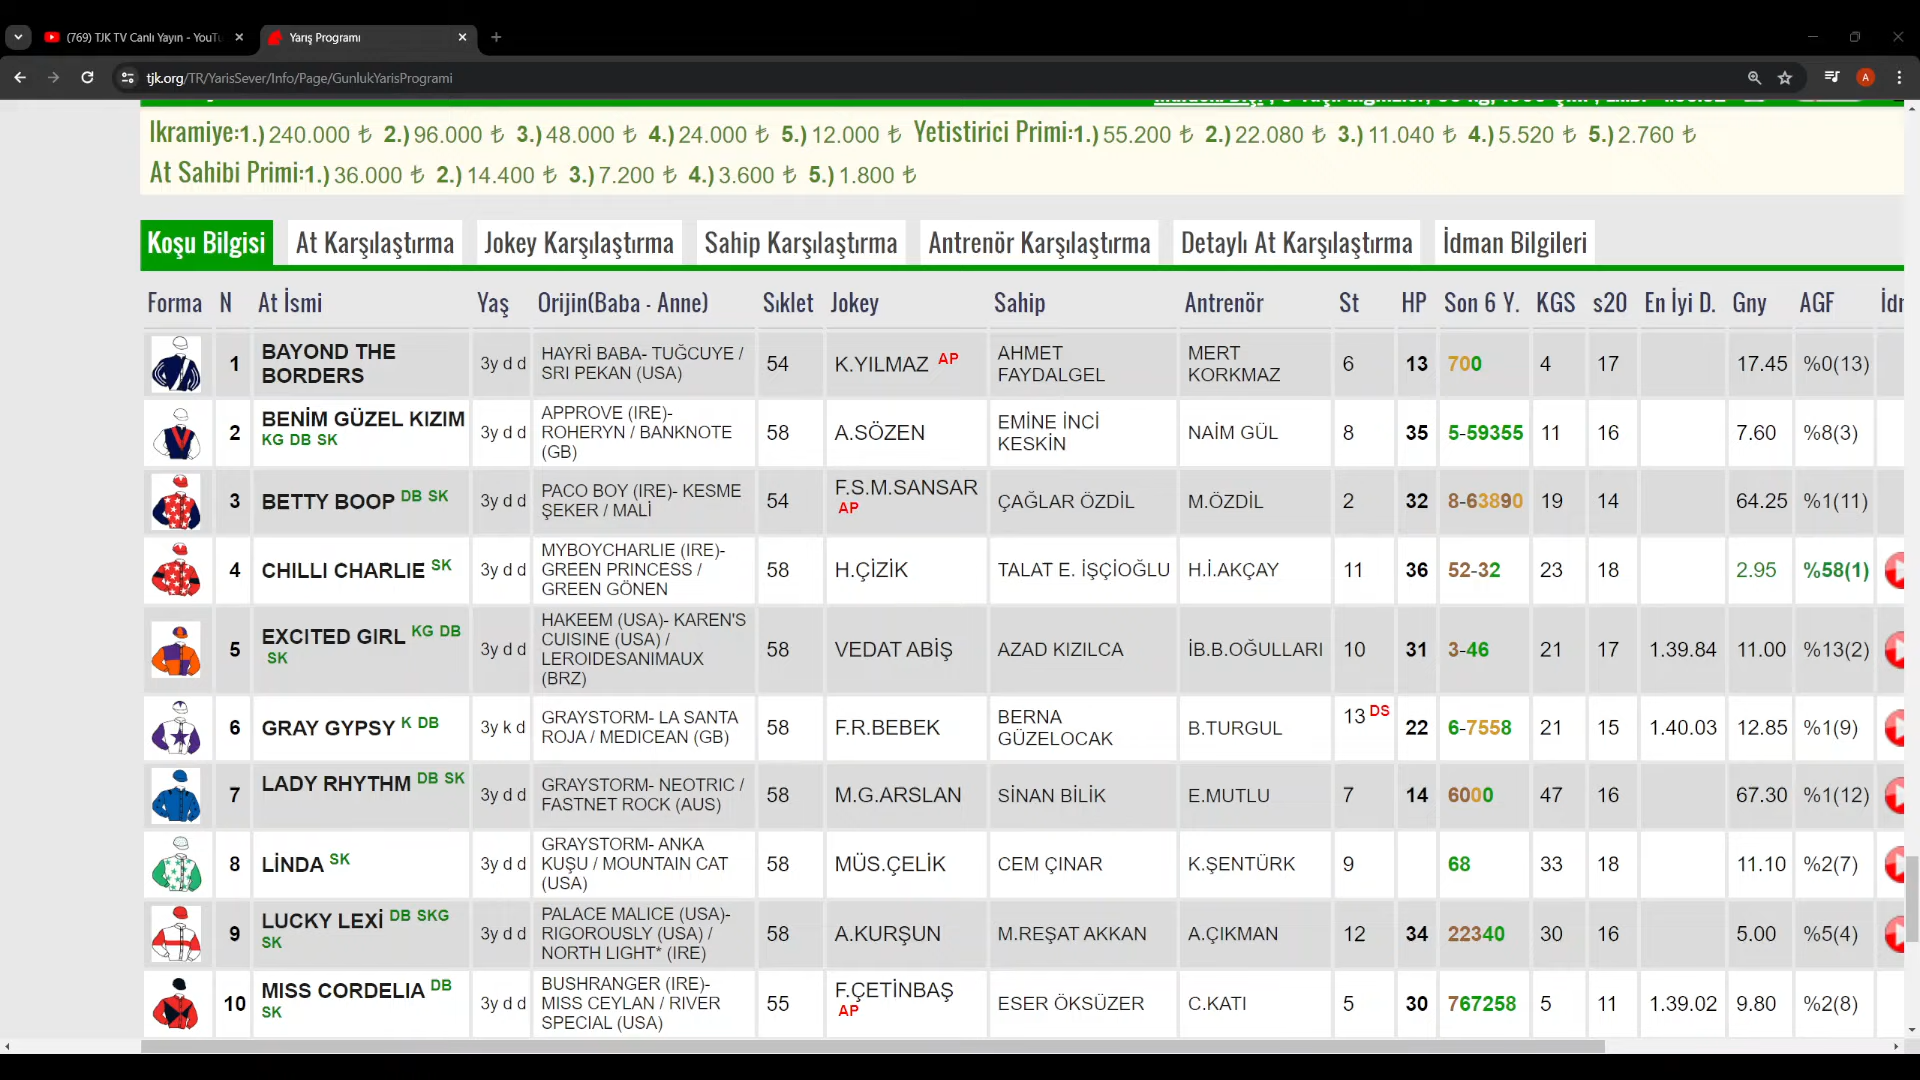 (769) TJK TV Canlı Yayın - YouTu
Yarış Programı
tjk.org/TR/YarisSever/Info/Page/GunlukYarisProgrami
A
Ikramiye:1.) 240.000 ₺ 2.) 96.000 ₺ 3.) 48.000 ₺ 4.) 24.000 ₺ 5.) 12.000 ₺ Yetistirici Primi:1.) 55.200 ₺ 2.) 22.080 ₺ 3.) 11.040 ₺ 4.) 5.520 ₺ 5.) 2.760 ₺
At Sahibi Primi:1.) 36.000 ₺ 2.) 14.400 ₺ 3.) 7.200 ₺ 4.) 3.600 ₺ 5.) 1.800 ₺
Koşu Bilgisi At Karşılaştırma Jokey Karşılaştırma Sahip Karşılaştırma Antrenör Karşılaştırma Detaylı At Karşılaştırma İdman Bilgileri
Forma N At İsmi Yaş Orijin(Baba - Anne) Sıklet Jokey Sahip Antrenör St HP Son 6 Y. KGS s20 En İyi D. Gny AGF İdr
1 BAYOND THE BORDERS 3y d d HAYRİ BABA- TUĞCUYE / SRI PEKAN (USA) 54 K.YILMAZ AP AHMET FAYDALGEL MERT KORKMAZ 6 13 700 4 17 17.45 %0(13)
2 BENİM GÜZEL KIZIM KG DB SK 3y d d APPROVE (IRE)- ROHERYN / BANKNOTE (GB) 58 A.SÖZEN EMİNE İNCİ KESKİN NAİM GÜL 8 35 5-59355 11 16 7.60 %8(3)
3 BETTY BOOP DB SK 3y d d PACO BOY (IRE)- KESME ŞEKER / MALİ 54 F.S.M.SANSAR AP ÇAĞLAR ÖZDİL M.ÖZDİL 2 32 8-63890 19 14 64.25 %1(11)
4 CHILLI CHARLIE SK 3y d d MYBOYCHARLIE (IRE)- GREEN PRINCESS / GREEN GÖNEN 58 H.ÇİZİK TALAT E. İŞÇİOĞLU H.İ.AKÇAY 11 36 52-32 23 18 2.95 %58(1)
5 EXCITED GIRL KG DB SK 3y d d HAKEEM (USA)- KAREN'S CUISINE (USA) / LEROIDESANIMAUX (BRZ) 58 VEDAT ABİŞ AZAD KIZILCA İB.B.OĞULLARI 10 31 3-46 21 17 1.39.84 11.00 %13(2)
6 GRAY GYPSY K DB 3y k d GRAYSTORM- LA SANTA ROJA / MEDICEAN (GB) 58 F.R.BEBEK BERNA GÜZELOCAK B.TURGUL 13 DS 22 6-7558 21 15 1.40.03 12.85 %1(9)
7 LADY RHYTHM DB SK 3y d d GRAYSTORM- NEOTRIC / FASTNET ROCK (AUS) 58 M.G.ARSLAN SİNAN BİLİK E.MUTLU 7 14 6000 47 16 67.30 %1(12)
8 LİNDA SK 3y d d GRAYSTORM- ANKA KUŞU / MOUNTAIN CAT (USA) 58 MÜS.ÇELİK CEM ÇINAR K.ŞENTÜRK 9 68 33 18 11.10 %2(7)
9 LUCKY LEXİ DB SKG SK 3y d d PALACE MALICE (USA)- RIGOROUSLY (USA) / NORTH LIGHT* (IRE) 58 A.KURŞUN M.REŞAT AKKAN A.ÇIKMAN 12 34 22340 30 16 5.00 %5(4)
10 MISS CORDELIA DB SK 3y d d BUSHRANGER (IRE)- MISS CEYLAN / RIVER SPECIAL (USA) 55 F.ÇETİNBAŞ AP ESER ÖKSÜZER C.KATI 5 30 767258 5 11 1.39.02 9.80 %2(8)